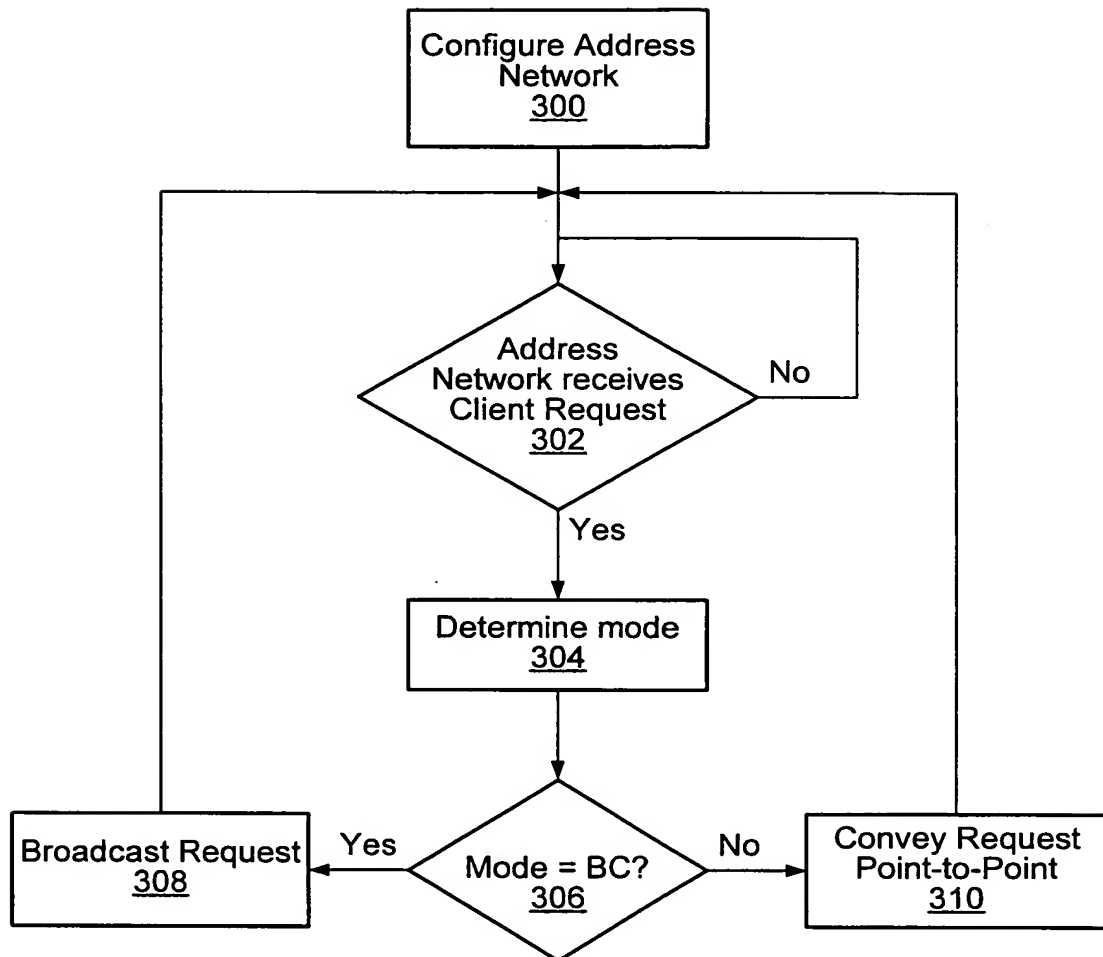 Configure Address
Network
300
Address
Network receives
Client Request
302
No
Yes
Determine mode
304
Broadcast Request
308
Yes
Mode = BC?
306
No
Convey Request
Point-to-Point
310